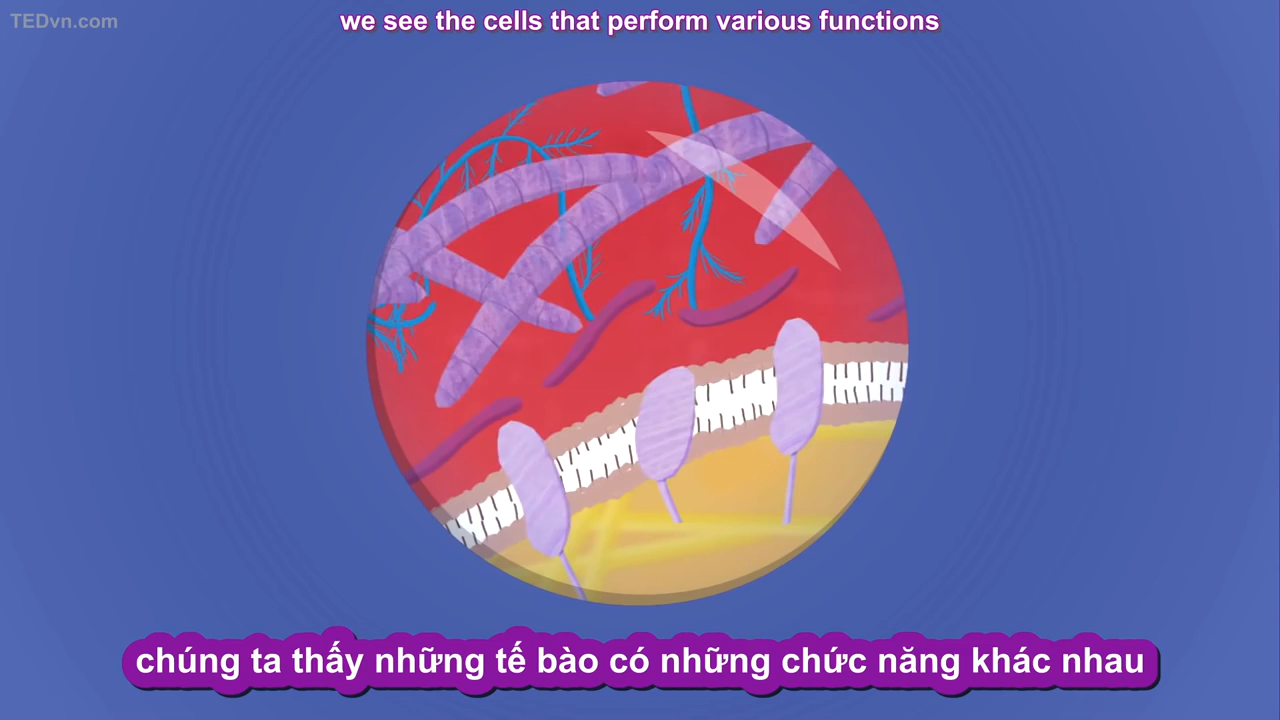 TEDvn.com
we see the cells that perform various functions
chúng ta thấy những tế bào có những chức năng khác nhau